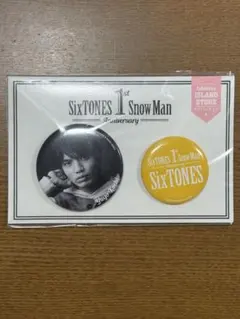 SixTONES 1st Snow Man
Anniversary
ISLAND
STORE
SixTONES 1st Snow Man
SixTONES